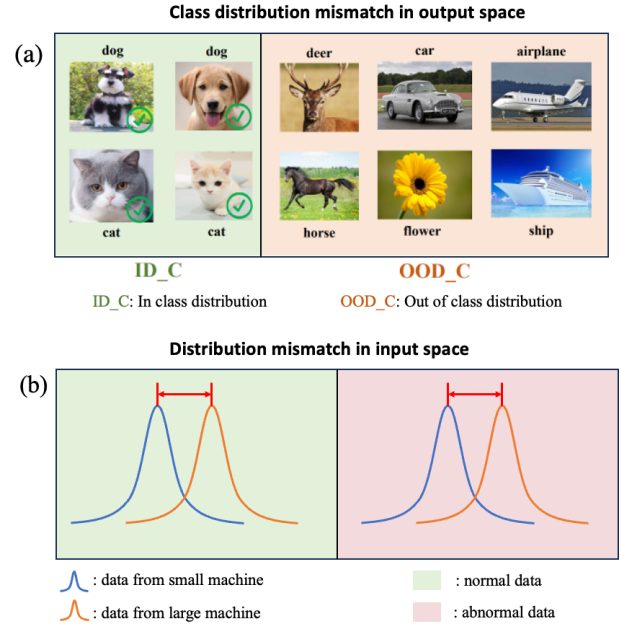 Class distribution mismatch in output space
(a)
dog dog deer car airplane
cat cat horse flower ship
ID_C OOD_C
ID_C: In class distribution OOD_C: Out of class distribution
Distribution mismatch in input space
(b)
: data from small machine : normal data
: data from large machine : abnormal data